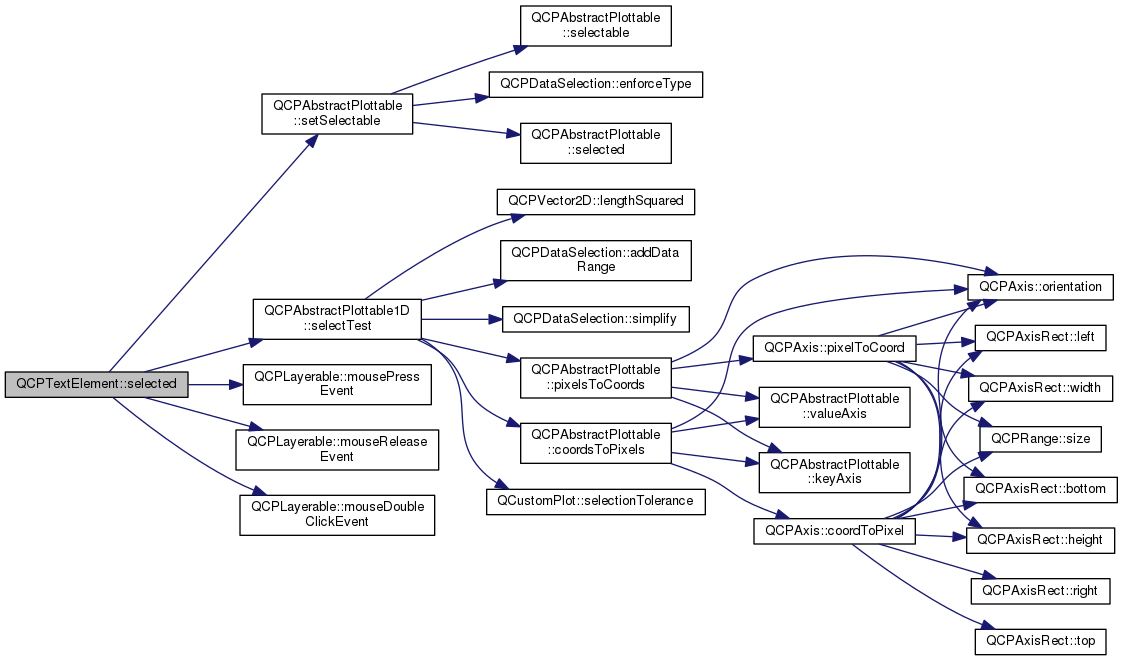 QCPTextElement::selected
QCPAbstractPlottable
::setSelectable
QCPAbstractPlottable1D
::selectTest
QCPLayerable::mousePress
Event
QCPLayerable::mouseRelease
Event
QCPLayerable::mouseDouble
ClickEvent
QCPAbstractPlottable
::selectable
QCPDataSelection::enforceType
QCPAbstractPlottable
::selected
QCPVector2D::lengthSquared
QCPDataSelection::addData
Range
QCPDataSelection::simplify
QCPAbstractPlottable
::pixelsToCoords
QCPAbstractPlottable
::coordsToPixels
QCustomPlot::selectionTolerance
QCPAxis::pixelToCoord
QCPAbstractPlottable
::valueAxis
QCPAbstractPlottable
::keyAxis
QCPAxis::coordToPixel
QCPAxis::orientation
QCPAxisRect::left
QCPAxisRect::width
QCPRange::size
QCPAxisRect::bottom
QCPAxisRect::height
QCPAxisRect::right
QCPAxisRect::top